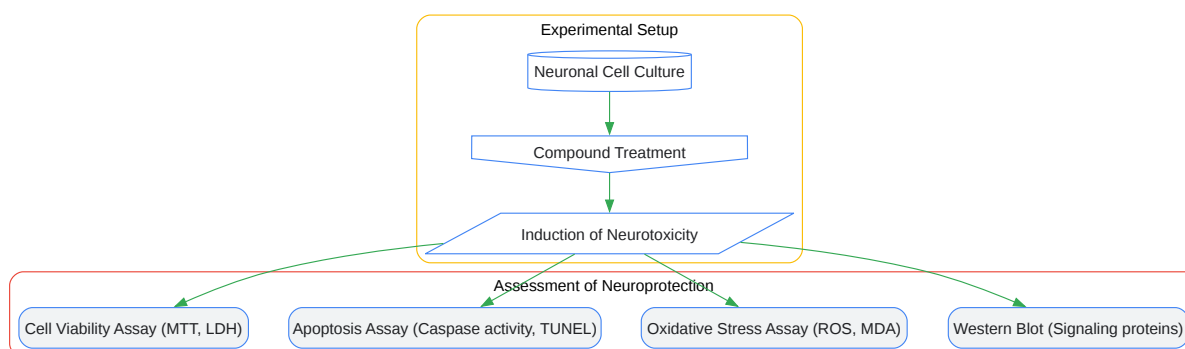 Experimental Setup
Neuronal Cell Culture
Compound Treatment
Induction of Neurotoxicity
Assessment of Neuroprotection
Cell Viability Assay (MTT, LDH)
Apoptosis Assay (Caspase activity, TUNEL)
Oxidative Stress Assay (ROS, MDA)
Western Blot (Signaling proteins)